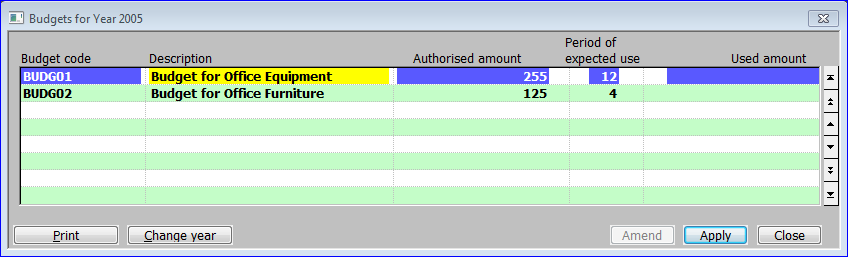 Budgets for Year 2005
Period of
Budget code Description Authorised amount expected use Used amount
BUDG01 Budget for Office Equipment 255 12
BUDG02 Budget for Office Furniture 125 4
Print Change year Amend Apply Close